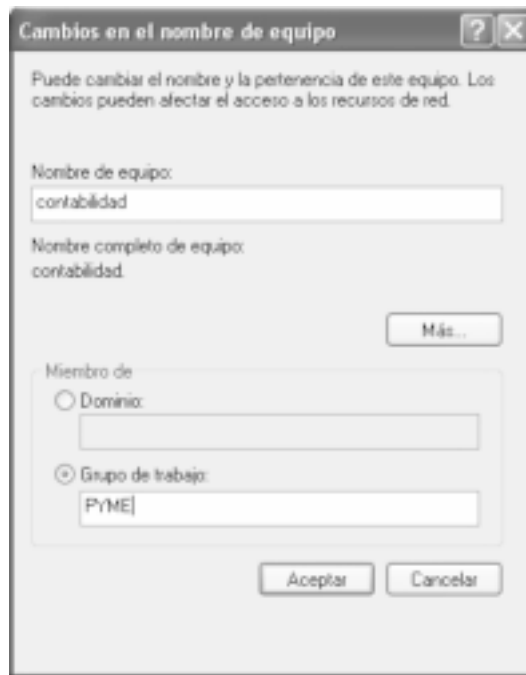 Cambios en el nombre de equipo
Puede cambiar el nombre y la pertenencia de este equipo. Los
cambios pueden afectar el acceso a los recursos de red.
Nombre de equipo:
contabilidad
Nombre completo de equipo:
contabilidad.
Más...
Miembro de
Dominio:
Grupo de trabajo:
PYME
Aceptar
Cancelar